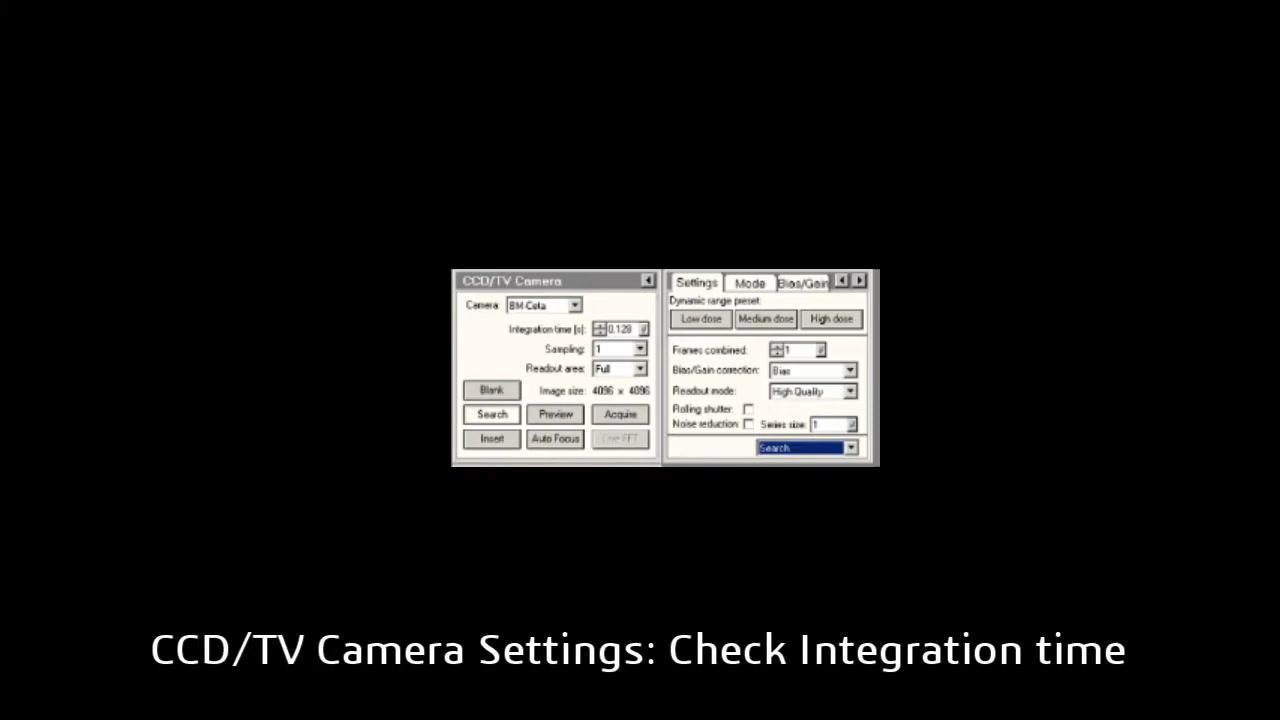 CCD/TV Camera
Camera: BM-Ceta
Integration time [s]: 0.128
Sampling: 1
Readout area: Full
Blank Image size: 4096 x 4096
Search Preview Acquire
Insert Auto Focus Live FFT
Settings Mode Bias/Gain
Dynamic range preset:
Low dose Medium dose High dose
Frames combined: 1
Bias/Gain correction: Bias
Readout mode: High Quality
Rolling shutter:
Noise reduction: Series size: 1
Search
CCD/TV Camera Settings: Check Integration time